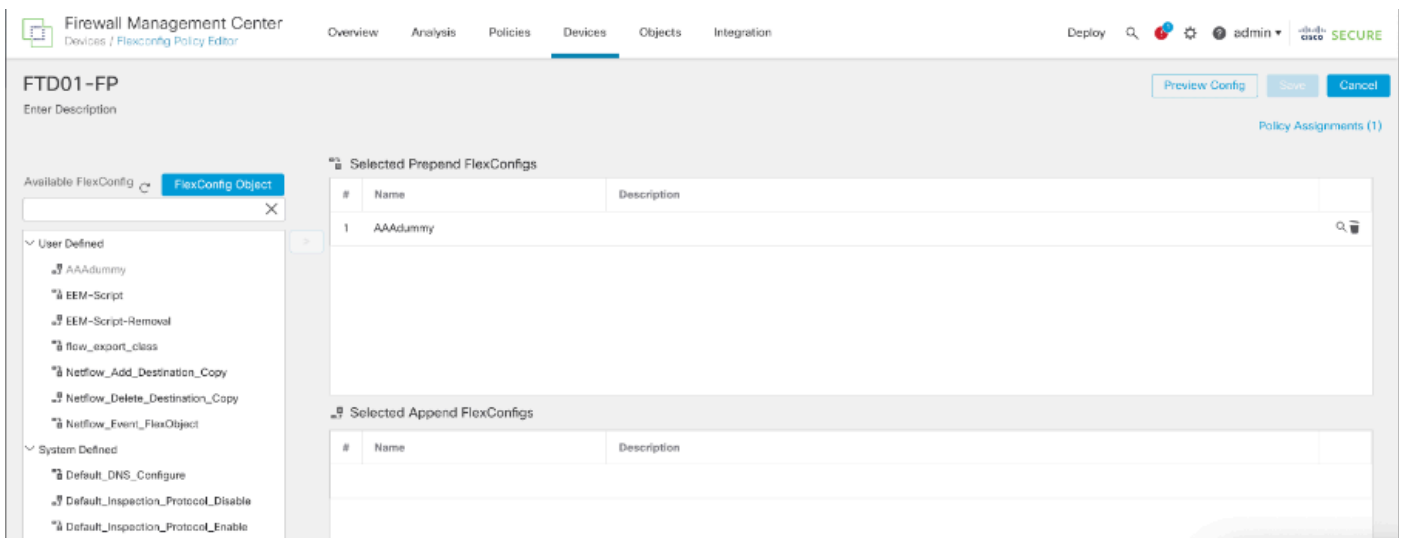 Firewall Management Center
Devices / Flexconfig Policy Editor
Overview Analysis Policies Devices Objects Integration
Deploy admin cisco SECURE
FTD01-FP
Enter Description
Preview Config Save Cancel
Policy Assignments (1)
Available FlexConfig FlexConfig Object
User Defined
AAAdummy
EEM-Script
EEM-Script-Removal
flow_export_class
Netflow_Add_Destination_Copy
Netflow_Delete_Destination_Copy
Netflow_Event_FlexObject
System Defined
Default_DNS_Configure
Default_Inspection_Protocol_Disable
Default_Inspection_Protocol_Enable
Selected Prepend FlexConfigs
# Name Description
1 AAAdummy
Selected Append FlexConfigs
# Name Description